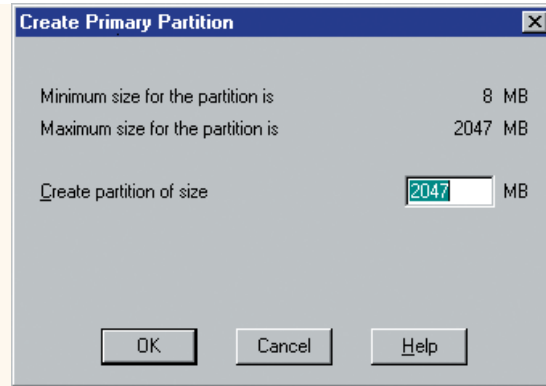 Create Primary Partition
Minimum size for the partition is 8 MB
Maximum size for the partition is 2047 MB
Create partition of size 2047 MB
OK Cancel Help